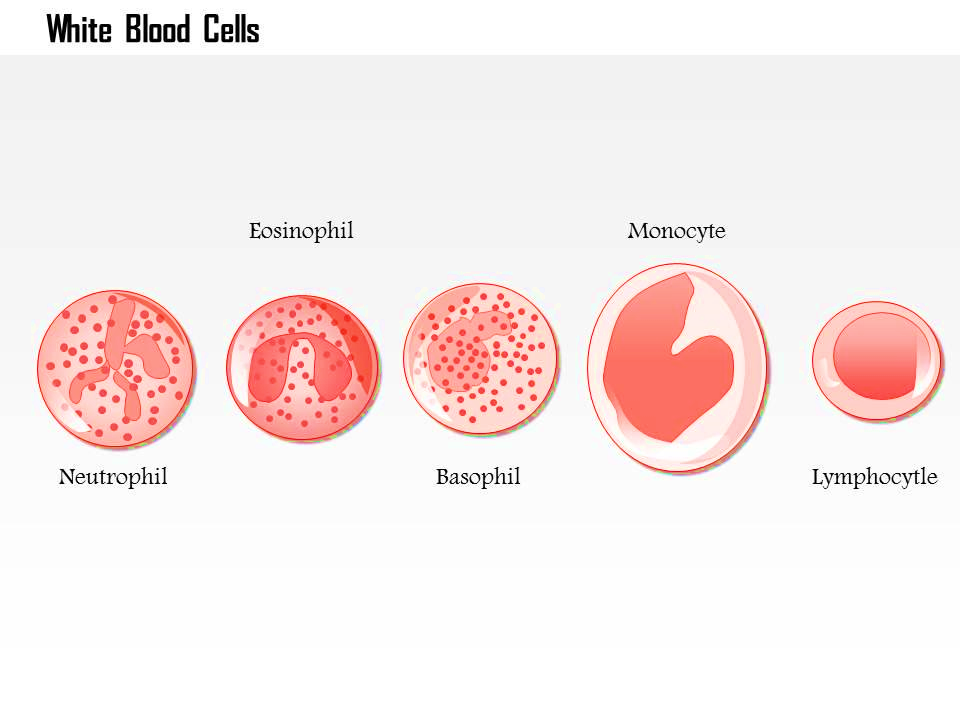 White Blood Cells
Eosinophil
Monocyte
Neutrophil
Basophil
Lymphocytle